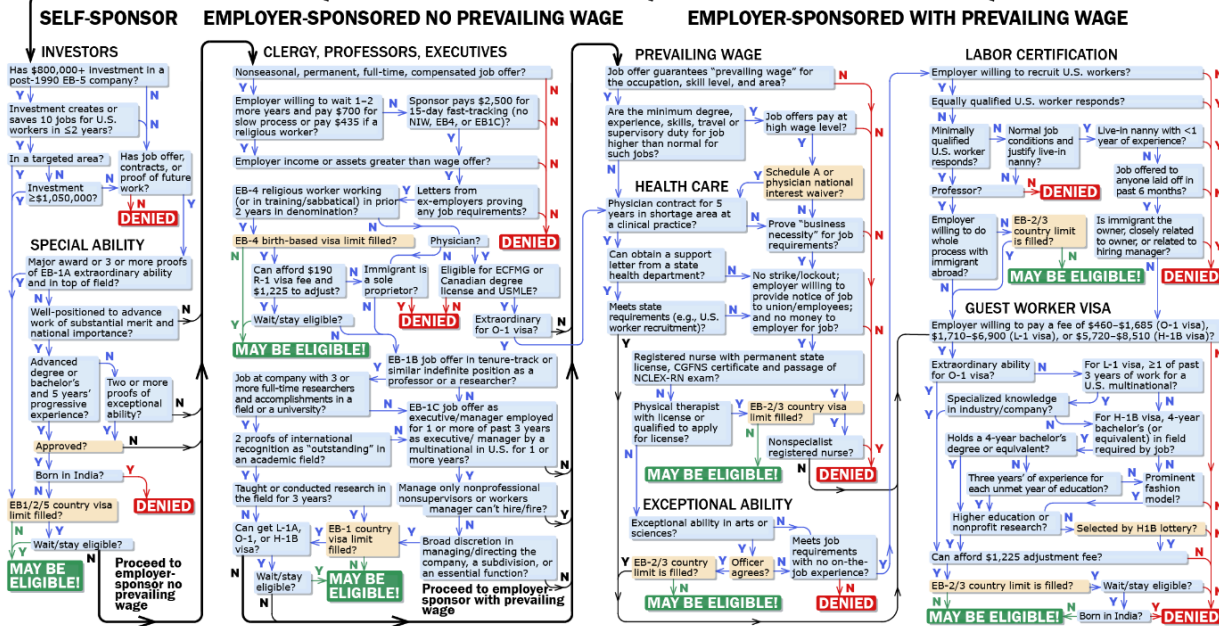 SELF-SPONSOR
EMPLOYER-SPONSORED NO PREVAILING WAGE
EMPLOYER-SPONSORED WITH PREVAILING WAGE
INVESTORS
Has $800,000+ investment in a
post-1990 EB-5 company?
Y
N
Investment creates or
saves 10 jobs for U.S.
workers in ≤2 years?
Y
N
In a targeted area?
Y
N
Investment
≥$1,050,000?
Y
N
Has job offer,
contracts, or
proof of future
work?
N
Y
DENIED
SPECIAL ABILITY
Major award or 3 or more proofs
of EB-1A extraordinary ability
and in top of field?
Y
N
Well-positioned to advance
work of substantial merit and
national importance?
Y
N
Advanced
degree or
bachelor's
and 5 years'
progressive
experience?
Y
N
Two or more
proofs of
exceptional
ability?
Y
N
Approved?
Y
N
Born in India?
Y
N
DENIED
EB1/2/5 country visa
limit filled?
N
Y
Wait/stay eligible?
Y
N
MAY BE
ELIGIBLE!
Proceed to
employer-
sponsor no
prevailing
wage
CLERGY, PROFESSORS, EXECUTIVES
Nonseasonal, permanent, full-time, compensated job offer?
Y
N
Employer willing to wait 1–2
more years and pay $700 for
slow process or pay $435 if a
religious worker?
N
Y
Sponsor pays $2,500 for
15-day fast-tracking (no
NIW, EB4, or EB1C)?
Y
N
Employer income or assets greater than wage offer?
Y
N
EB-4 religious worker working
(or in training/sabbatical) in prior
2 years in denomination?
Y
N
Letters from
ex-employers proving
any job requirements?
Y
N
DENIED
EB-4 birth-based visa limit filled?
N
Y
Physician?
N
Y
Can afford $190
R-1 visa fee and
$1,225 to adjust?
Y
N
Immigrant is
a sole
proprietor?
N
Y
Eligible for ECFMG or
Canadian degree
license and USMLE?
Y
N
DENIED
Wait/stay eligible?
Y
N
Extraordinary
for O-1 visa?
N
Y
MAY BE ELIGIBLE!
EB-1B job offer in tenure-track or
similar indefinite position as a
professor or a researcher?
Y
N
Job at company with 3 or
more full-time researchers
and accomplishments in a
field or a university?
Y
N
EB-1C job offer as
executive/manager employed
for 1 or more of past 3 years
as executive/ manager by a
multinational in U.S. for 1 or
more years?
Y
N
2 proofs of international
recognition as "outstanding" in
an academic field?
Y
N
Taught or conducted research in
the field for 3 years?
Y
N
Manage only nonprofessional
nonsupervisors or workers
manager can't hire/fire?
N
Y
Can get L-1A,
O-1, or H-1B
visa?
Y
N
EB-1 country
visa limit
filled?
Y
N
Broad discretion in
managing/directing the
company, a subdivision, or
an essential function?
Y
N
Wait/stay
eligible?
Y
N
MAY BE
ELIGIBLE!
Proceed to employer-
sponsor with prevailing
wage
PREVAILING WAGE
Job offer guarantees "prevailing wage" for
the occupation, skill level, and area?
Y
N
Are the minimum degree,
experience, skills, travel or
supervisory duty for job
higher than normal for
such jobs?
Y
N
Job offers pay at
high wage level?
Y
N
Schedule A or
physician national
interest waiver?
Y
N
HEALTH CARE
Physician contract for 5
years in shortage area at
a clinical practice?
Y
N
Prove "business
necessity" for job
requirements?
Y
N
Can obtain a support
letter from a state
health department?
Y
N
No strike/lockout;
employer willing to
provide notice of job
to union/employees;
and no money to
employer for job?
Y
N
Meets state
requirements (e.g., U.S.
worker recruitment)?
Y
N
Registered nurse with permanent state
license, CGFNS certificate and passage of
NCLEX-RN exam?
N
Y
Physical therapist
with license or
qualified to apply
for license?
Y
N
EB-2/3 country visa
limit filled?
N
Y
Nonspecialist
registered nurse?
N
Y
MAY BE ELIGIBLE!
DENIED
EXCEPTIONAL ABILITY
Exceptional ability in arts or
sciences?
Y
N
Meets job
requirements
with no on-the-
job experience?
Y
N
Officer
agrees?
Y
N
EB-2/3 country
limit is filled?
Y
N
MAY BE ELIGIBLE!
DENIED
LABOR CERTIFICATION
Employer willing to recruit U.S. workers?
Y
N
Equally qualified U.S. worker responds?
Y
N
Minimally
qualified
U.S. worker
responds?
Y
N
Normal job
conditions and
justify live-in
nanny?
Y
N
Live-in nanny with <1
year of experience?
Y
N
Professor?
Y
N
DENIED
Job offered to
anyone laid off in
past 6 months?
Y
N
Employer
willing to do
whole
process with
immigrant
abroad?
Y
N
EB-2/3
country limit
is filled?
Y
N
Is immigrant the
owner, closely related
to owner, or related to
hiring manager?
N
Y
MAY BE ELIGIBLE!
DENIED
GUEST WORKER VISA
Employer willing to pay a fee of $460–$1,685 (O-1 visa),
$1,710–$6,900 (L-1 visa), or $5,720–$8,510 (H-1B visa)?
Y
N
Extraordinary ability
for O-1 visa?
Y
N
For L-1 visa, ≥1 of past
3 years of work for a
U.S. multinational?
Y
N
Specialized knowledge
in industry/company?
Y
N
For H-1B visa, 4-year
bachelor's (or
equivalent) in field
required by job?
Y
N
Holds a 4-year bachelor's
degree or equivalent?
Y
N
Three years' of experience for
each unmet year of education?
Y
N
Prominent
fashion
model?
Y
N
Higher education or
nonprofit research?
Y
N
Selected by H1B lottery?
Y
N
Can afford $1,225 adjustment fee?
Y
N
EB-2/3 country limit is filled?
N
Y
Wait/stay eligible?
Y
N
MAY BE ELIGIBLE!
N
Born in India?
Y
DENIED